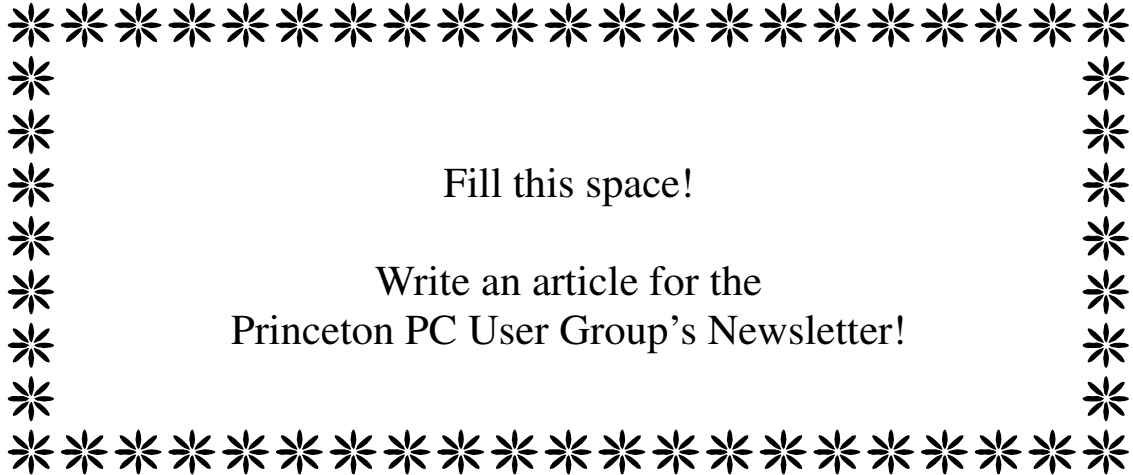 Fill this space!
Write an article for the
Princeton PC User Group’s Newsletter!